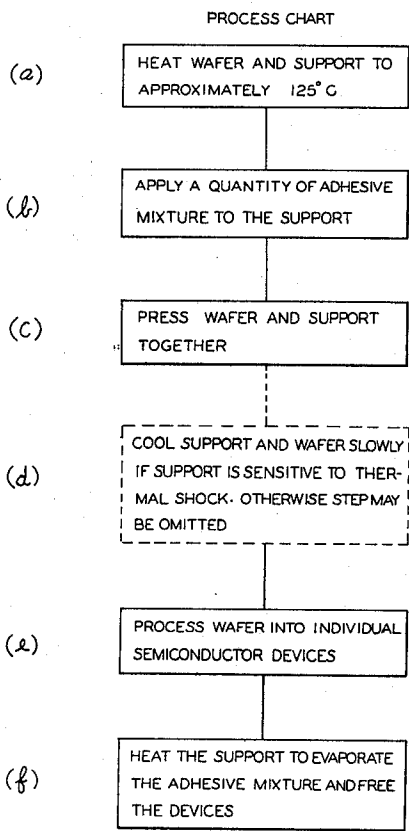 PROCESS CHART
(a)
HEAT WAFER AND SUPPORT TO
APPROXIMATELY 125°C
(b)
APPLY A QUANTITY OF ADHESIVE
MIXTURE TO THE SUPPORT
(c)
PRESS WAFER AND SUPPORT
TOGETHER
(d)
COOL SUPPORT AND WAFER SLOWLY
IF SUPPORT IS SENSITIVE TO THER-
MAL SHOCK. OTHERWISE STEP MAY
BE OMITTED
(e)
PROCESS WAFER INTO INDIVIDUAL
SEMICONDUCTOR DEVICES
(f)
HEAT THE SUPPORT TO EVAPORATE
THE ADHESIVE MIXTURE AND FREE
THE DEVICES